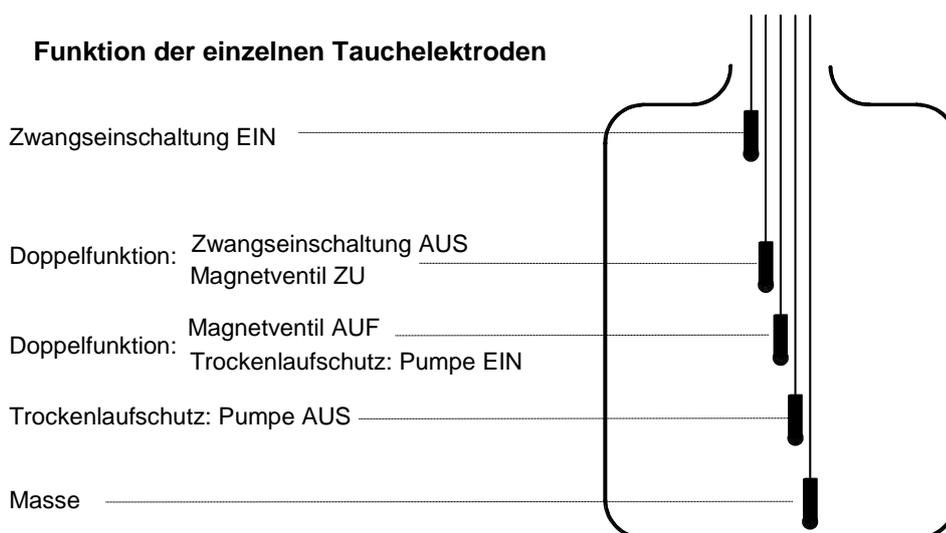 Funktion der einzelnen Tauchelektroden
Zwangseinschaltung EIN
Doppelfunktion: Zwangseinschaltung AUS
Magnetventil ZU
Doppelfunktion: Magnetventil AUF
Trockenlaufschutz: Pumpe EIN
Trockenlaufschutz: Pumpe AUS
Masse